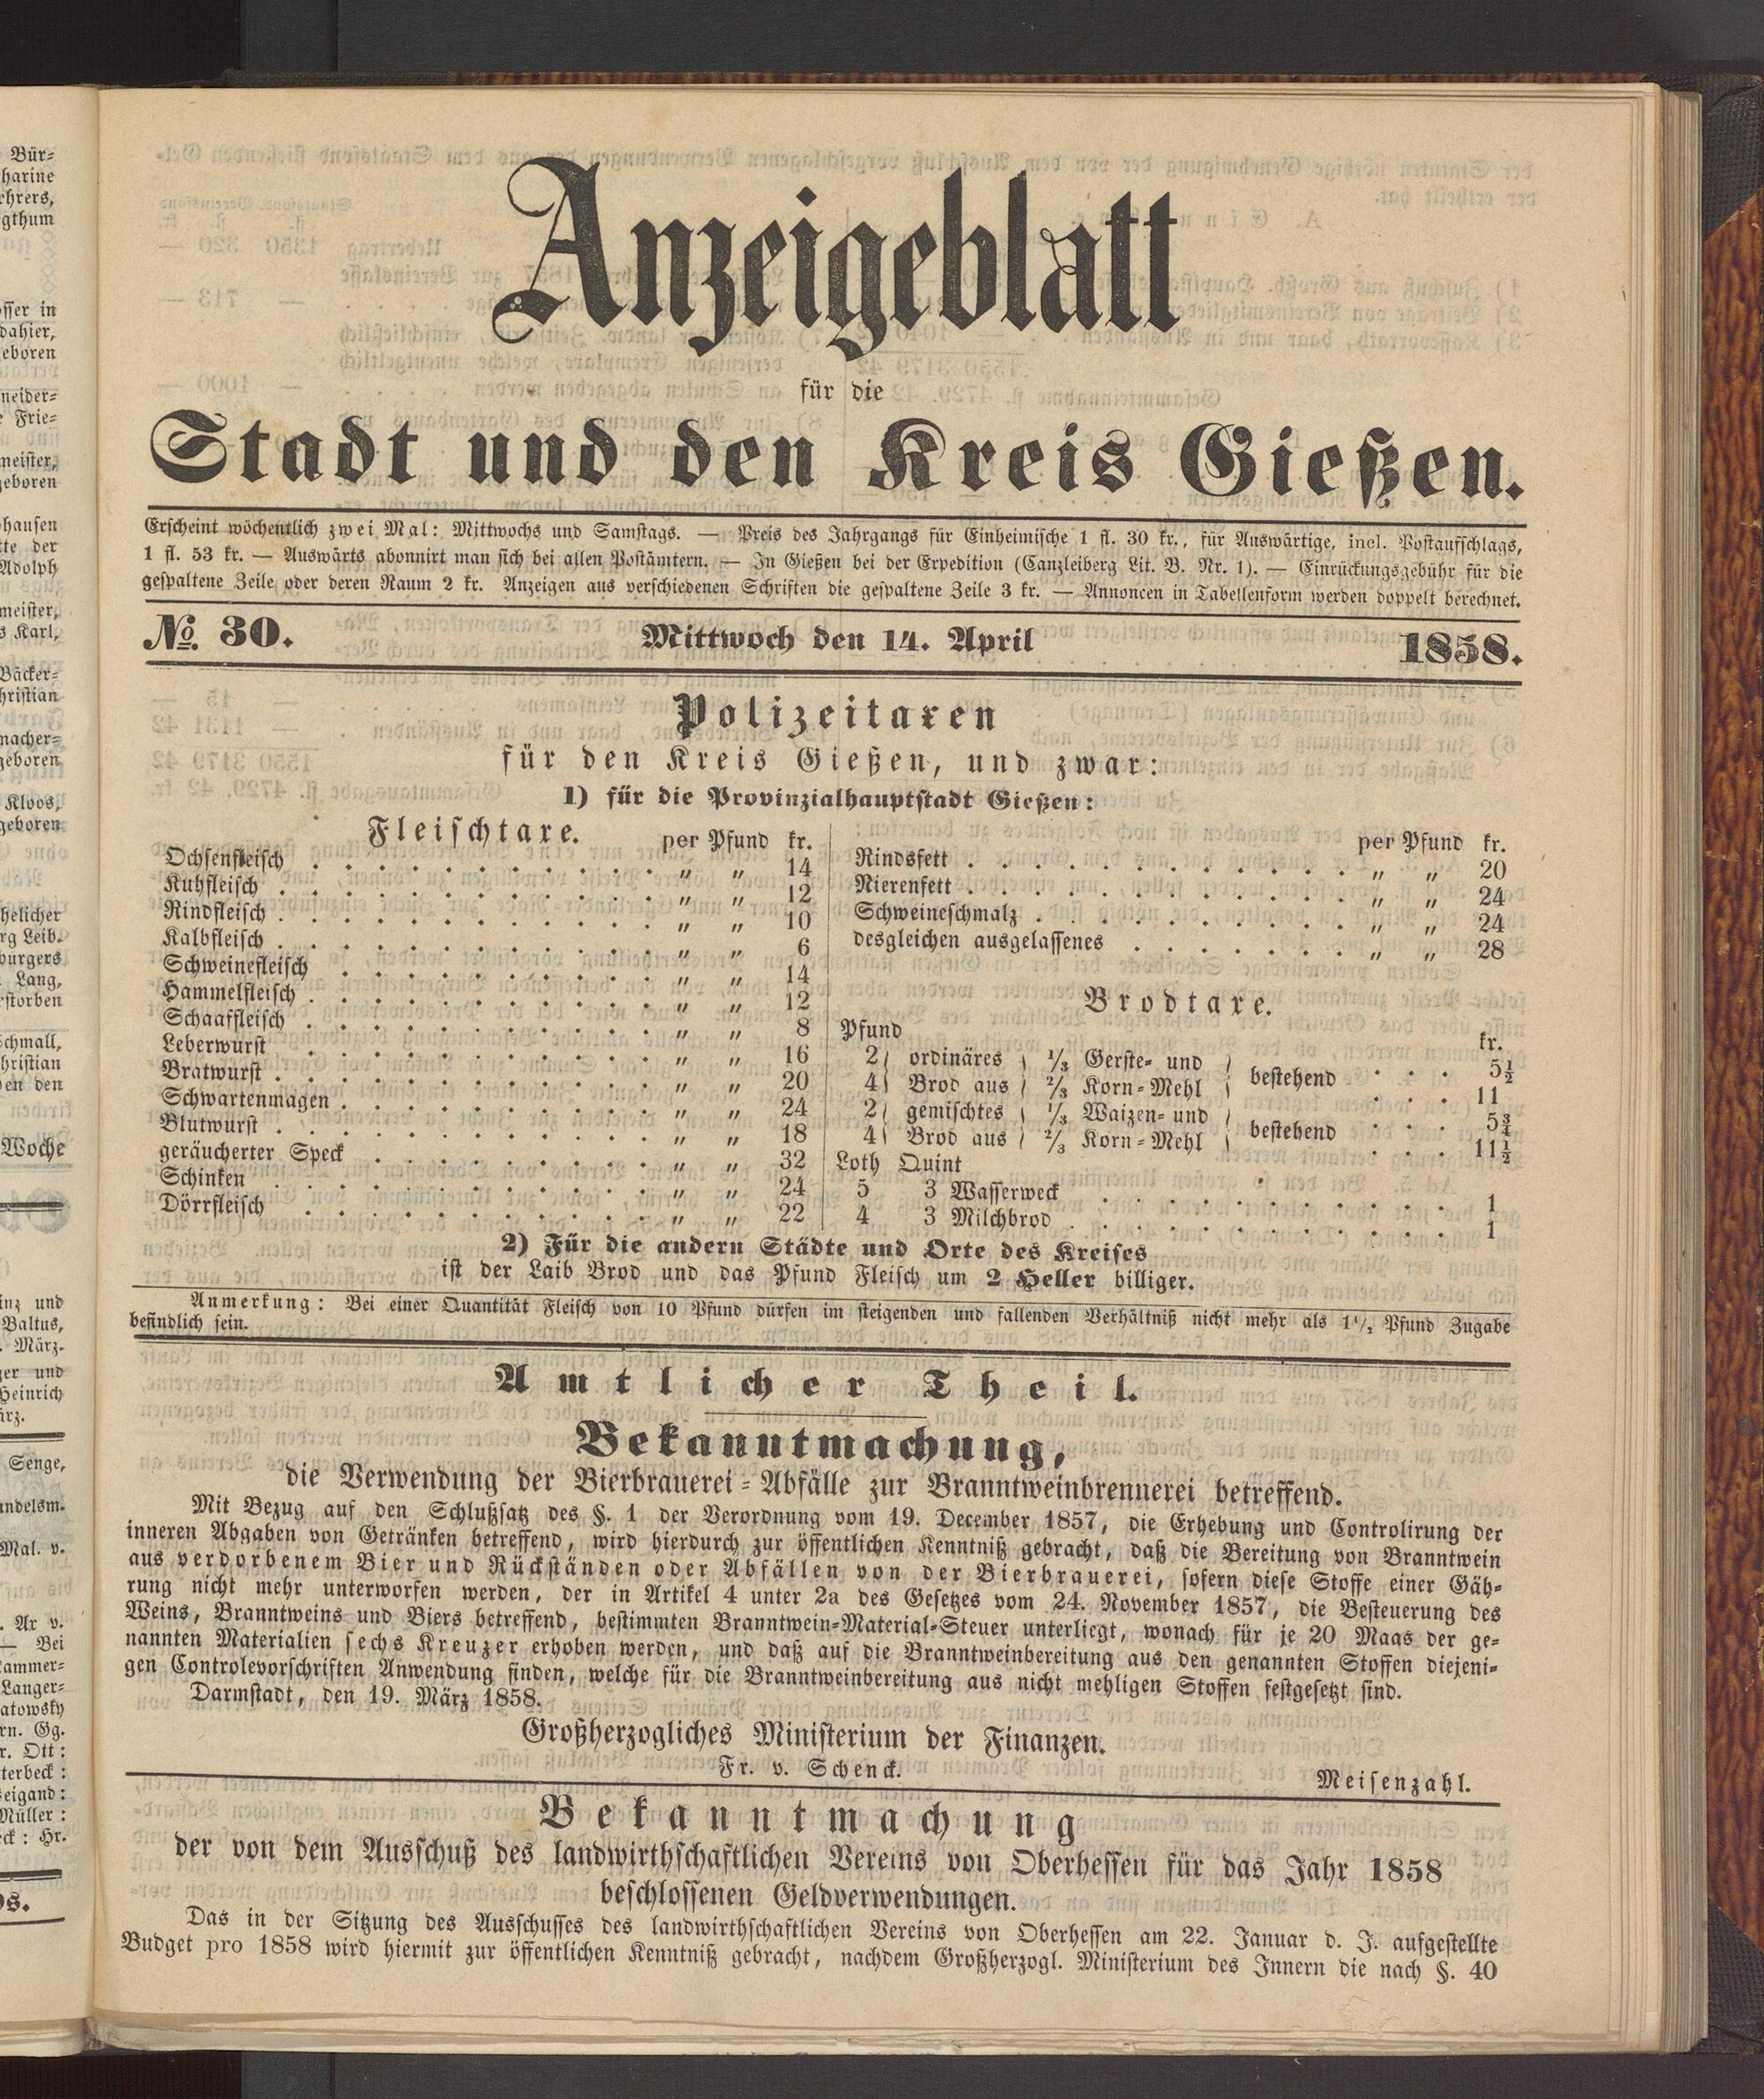 Anzeigeblatt
für die
Stadt und den Kreis Gießen.
Erscheint wöchentlich zwei Mal: Mittwochs und Samstags. — Preis des Jahrgangs für Einheimische 1 fl. 30 kr., für Auswärtige, incl. Postaufschlags,
1 fl. 53 kr. — Auswärts abonnirt man sich bei allen Postämtern. — In Gießen bei der Expedition (Canzleiberg Lit. B. Nr. 1). — Einrückungsgebühr für die
gespaltene Zeile oder deren Raum 2 kr. Anzeigen aus verschiedenen Schriften die gespaltene Zeile 3 kr. — Annoncen in Tabellenform werden doppelt berechnet.
No. 30. Mittwoch den 14. April 1858.
Polizeitaxen
für den Kreis Gießen, und zwar:
1) für die Provinzialhauptstadt Gießen:
Fleischtaxe. per Pfund kr.
Ochsenfleisch . . . „ „ 14
Kuhfleisch . . . „ „ 12
Rindfleisch . . . „ „ 10
Kalbfleisch . . . „ „ 6
Schweinefleisch . . . „ „ 14
Hammelfleisch . . . „ „ 12
Schaaffleisch . . . „ „ 8
Leberwurst . . . „ „ 16
Bratwurst . . . „ „ 20
Schwartenmagen . . . „ „ 24
Blutwurst . . . „ „ 18
geräucherter Speck . . . „ „ 32
Schinken . . . „ „ 24
Dörrfleisch . . . „ „ 22
per Pfund kr.
Rindsfett . . . „ „ 20
Nierenfett . . . „ „ 24
Schweineschmalz . . . „ „ 24
desgleichen ausgelassenes . . . „ „ 28
Brodtaxe.
Pfund kr.
2 ordinäres 1/3 Gerste- und bestehend . . . 5½
4 Brod aus 2/3 Korn-Mehl . . . 11
2 gemischtes 1/3 Waizen- und bestehend . . . 5¾
4 Brod aus 2/3 Korn-Mehl . . . 11½
Loth Quint
5 3 Wasserweck . . . 1
4 3 Milchbrod . . . 1
2) Für die andern Städte und Orte des Kreises
ist der Laib Brod und das Pfund Fleisch um 2 Heller billiger.
Anmerkung: Bei einer Quantität Fleisch von 10 Pfund dürfen im steigenden und fallenden Verhältniß nicht mehr als 1½ Pfund Zugabe
befindlich sein.
Amtlicher Theil.
Bekanntmachung,
die Verwendung der Bierbrauerei-Abfälle zur Branntweinbrennerei betreffend.
Mit Bezug auf den Schlußsatz des §. 1 der Verordnung vom 19. December 1857, die Erhebung und Controlirung der
inneren Abgaben von Getränken betreffend, wird hierdurch zur öffentlichen Kenntniß gebracht, daß die Bereitung von Branntwein
aus verdorbenem Bier und Rückständen oder Abfällen von der Bierbrauerei, sofern diese Stoffe einer Gäh-
rung nicht mehr unterworfen werden, der in Artikel 4 unter 2a des Gesetzes vom 24. November 1857, die Besteuerung des
Weins, Branntweins und Biers betreffend, bestimmten Branntwein-Material-Steuer unterliegt, wonach für je 20 Maas der ge-
nannten Materialien sechs Kreuzer erhoben werden, und daß auf die Branntweinbereitung aus den genannten Stoffen diejeni-
gen Controlevorschriften Anwendung finden, welche für die Branntweinbereitung aus nicht mehligen Stoffen festgesetzt sind.
Darmstadt, den 19. März 1858.
Großherzogliches Ministerium der Finanzen.
Fr. v. Schenck.
Meisenzahl.
Bekanntmachung
der von dem Ausschuß des landwirthschaftlichen Vereins von Oberhessen für das Jahr 1858
beschlossenen Geldverwendungen.
Das in der Sitzung des Ausschusses des landwirthschaftlichen Vereins von Oberhessen am 22. Januar d. J. aufgestellte
Budget pro 1858 wird hiermit zur öffentlichen Kenntniß gebracht, nachdem Großherzogl. Ministerium des Innern die nach §. 40